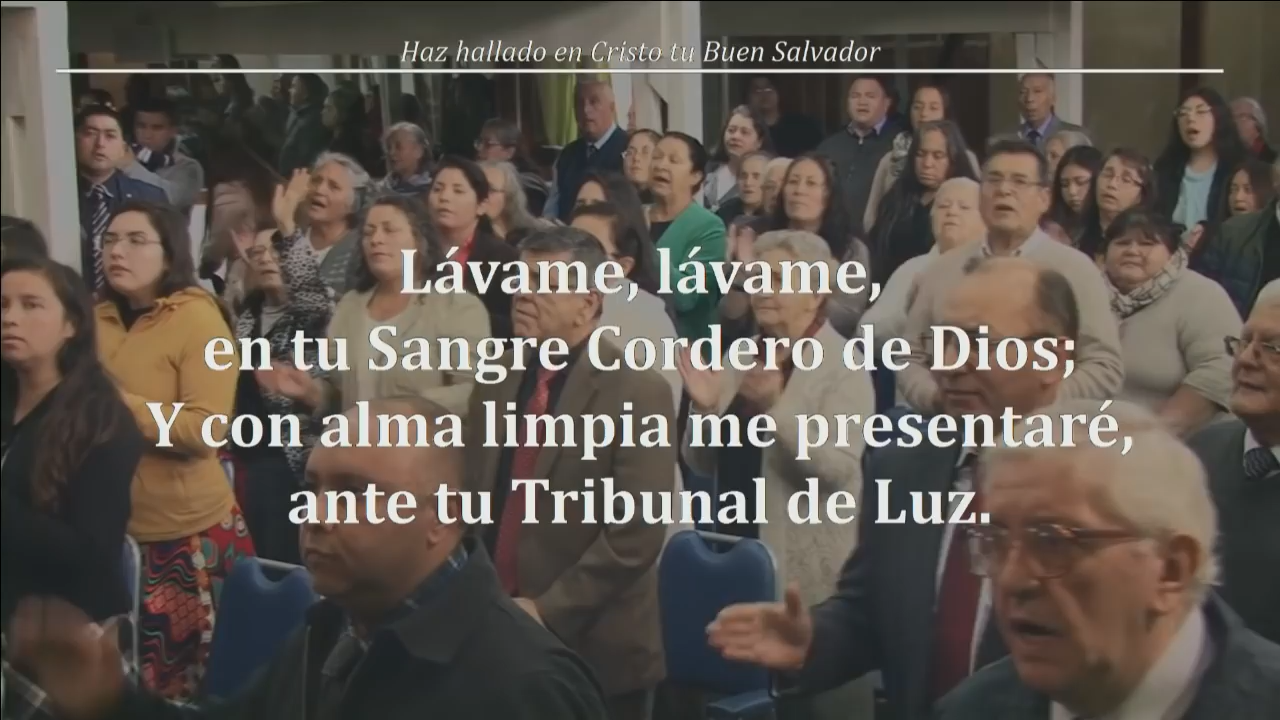 Haz hallado en Cristo tu Buen Salvador
Lávame, lávame,
en tu Sangre Cordero de Dios;
Y con alma limpia me presentaré,
ante tu Tribunal de Luz.